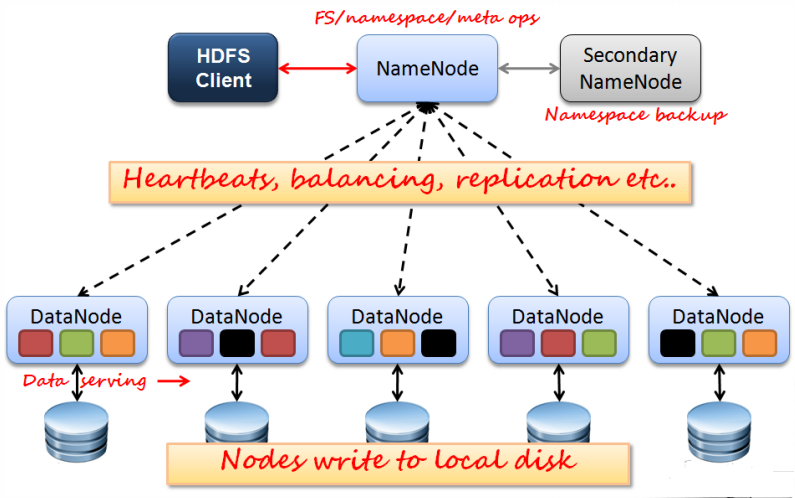 FS/namespace/meta ops
HDFS
Client
NameNode
Secondary
NameNode
Namespace backup
Heartbeats, balancing, replication etc..
DataNode
DataNode
DataNode
DataNode
DataNode
Data serving
Nodes write to local disk